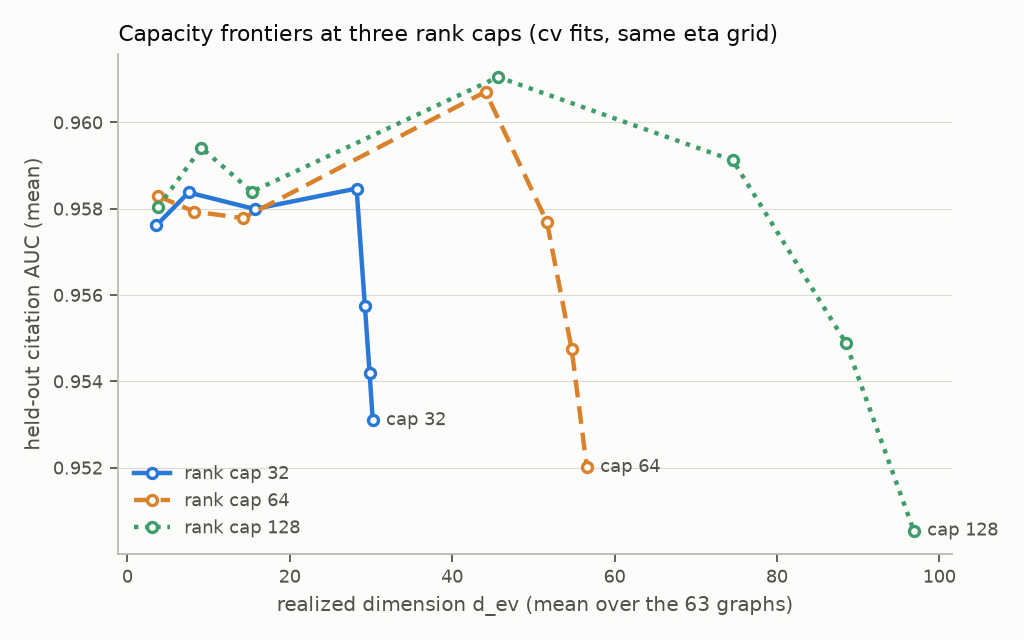 Capacity frontiers at three rank caps (cv fits, same eta grid)
held-out citation AUC (mean)
0.960
0.958
0.956
0.954
0.952
cap 32
cap 64
cap 128
rank cap 32
rank cap 64
rank cap 128
0 20 40 60 80 100
realized dimension d_ev (mean over the 63 graphs)